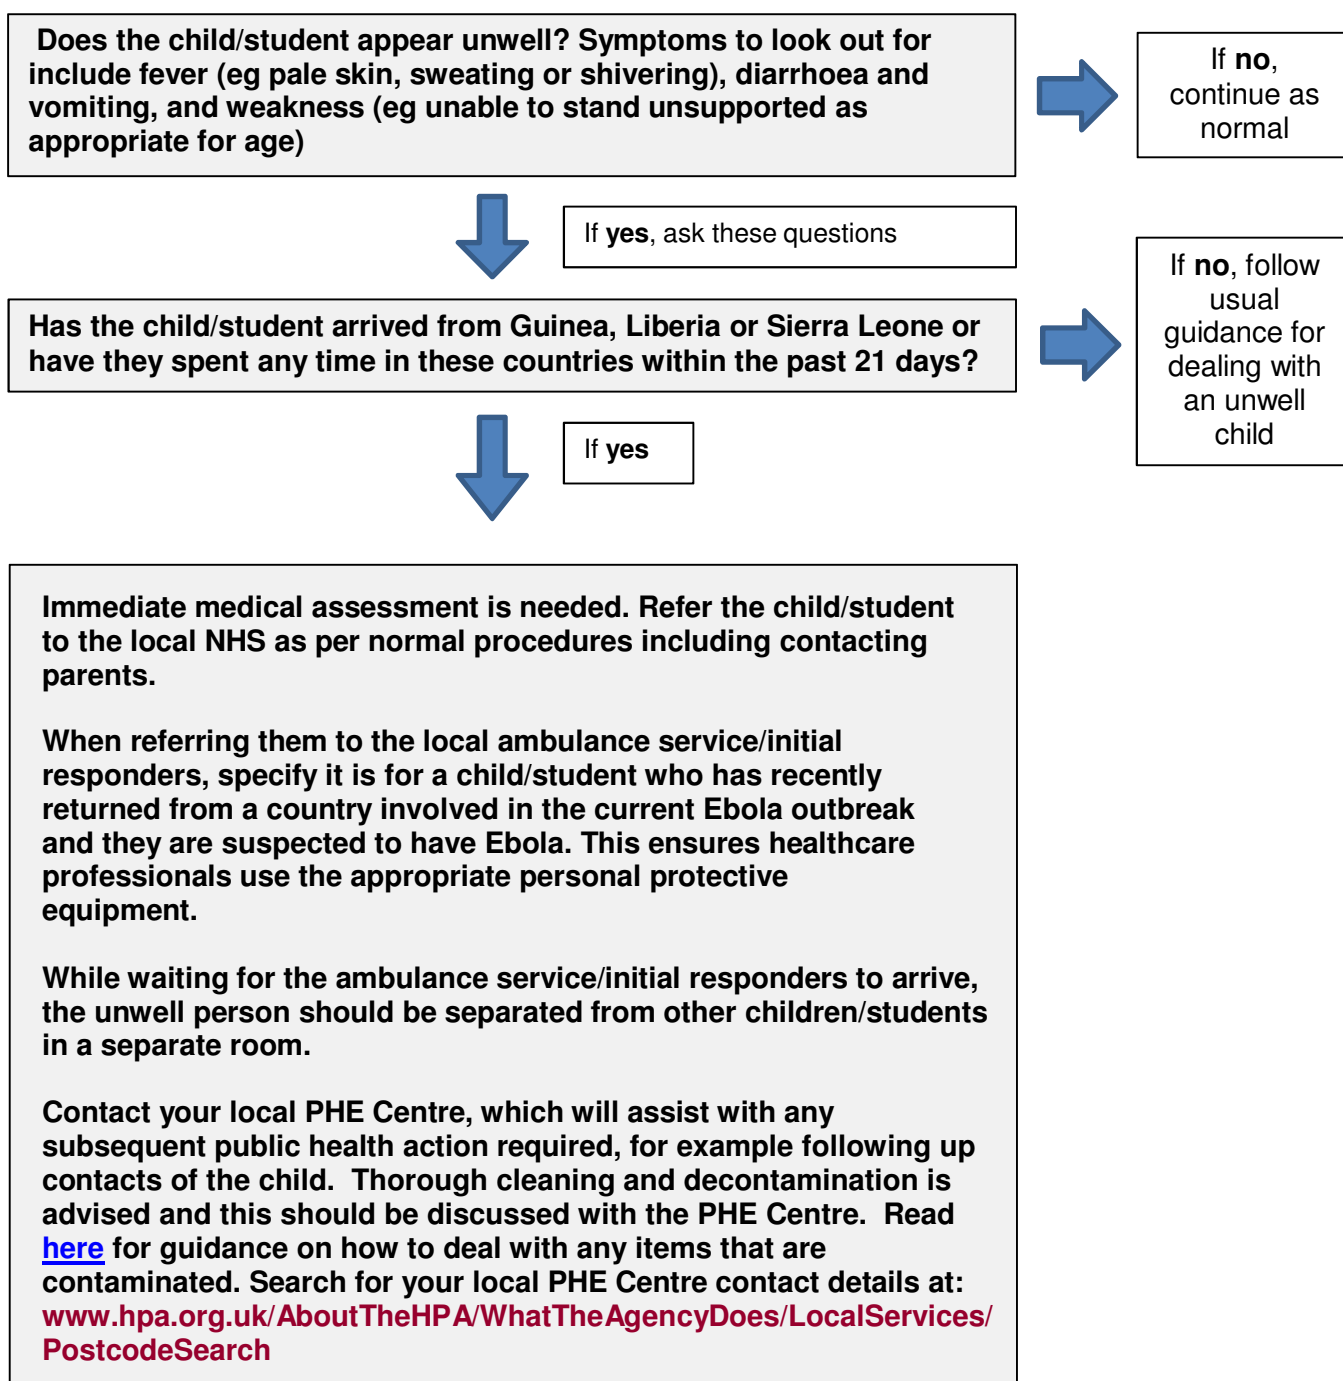 Does the child/student appear unwell? Symptoms to look out for
include fever (eg pale skin, sweating or shivering), diarrhoea and
vomiting, and weakness (eg unable to stand unsupported as
appropriate for age)
If no,
continue as
normal
If yes, ask these questions
Has the child/student arrived from Guinea, Liberia or Sierra Leone or
have they spent any time in these countries within the past 21 days?
If no, follow
usual
guidance for
dealing with
an unwell
child
If yes
Immediate medical assessment is needed. Refer the child/student
to the local NHS as per normal procedures including contacting
parents.
When referring them to the local ambulance service/initial
responders, specify it is for a child/student who has recently
returned from a country involved in the current Ebola outbreak
and they are suspected to have Ebola. This ensures healthcare
professionals use the appropriate personal protective
equipment.
While waiting for the ambulance service/initial responders to arrive,
the unwell person should be separated from other children/students
in a separate room.
Contact your local PHE Centre, which will assist with any
subsequent public health action required, for example following up
contacts of the child. Thorough cleaning and decontamination is
advised and this should be discussed with the PHE Centre. Read
here for guidance on how to deal with any items that are
contaminated. Search for your local PHE Centre contact details at:
www.hpa.org.uk/AboutTheHPA/WhatTheAgencyDoes/LocalServices/
PostcodeSearch